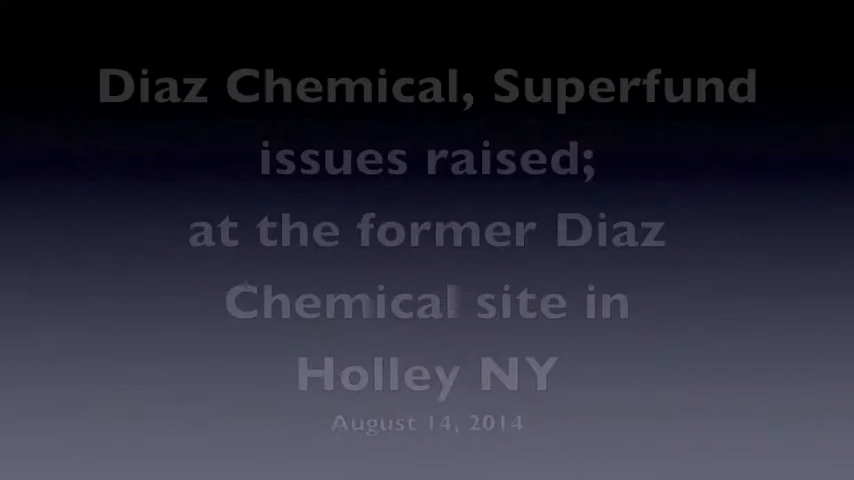 Diaz Chemical, Superfund
issues raised;
at the former Diaz
Chemical site in
Holley NY
August 14, 2014